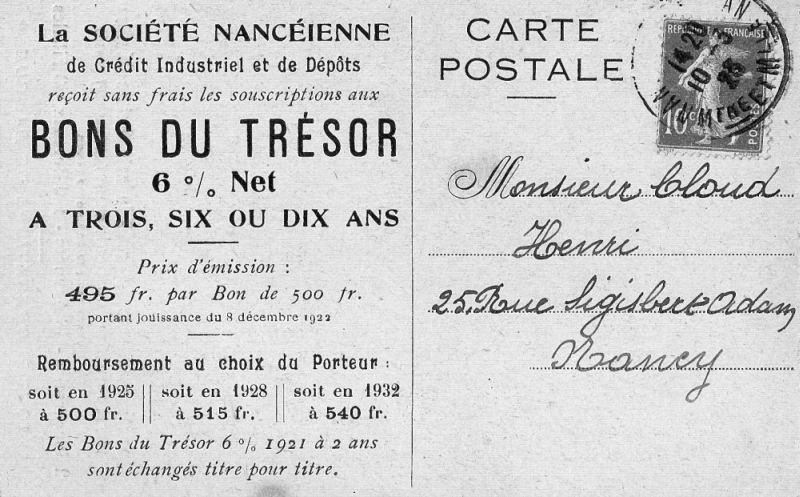 La SOCIÉTÉ NANCÉIENNE
de Crédit Industriel et de Dépôts
reçoit sans frais les souscriptions aux
BONS DU TRÉSOR
6 % Net
A TROIS, SIX OU DIX ANS
Prix d'émission :
495 fr. par Bon de 500 fr.
portant jouissance du 8 décembre 1922
Remboursement au choix du Porteur :
soit en 1925 || soit en 1928 || soit en 1932
à 500 fr. || à 515 fr. || à 540 fr.
Les Bons du Trésor 6 % 1921 à 2 ans
sont échangés titre pour titre.
CARTE
POSTALE
REPUBLIQUE FRANÇAISE
10
POSTES
Monsieur Cloud
Henri
25, Rue Sigisbert Adam
Nancy